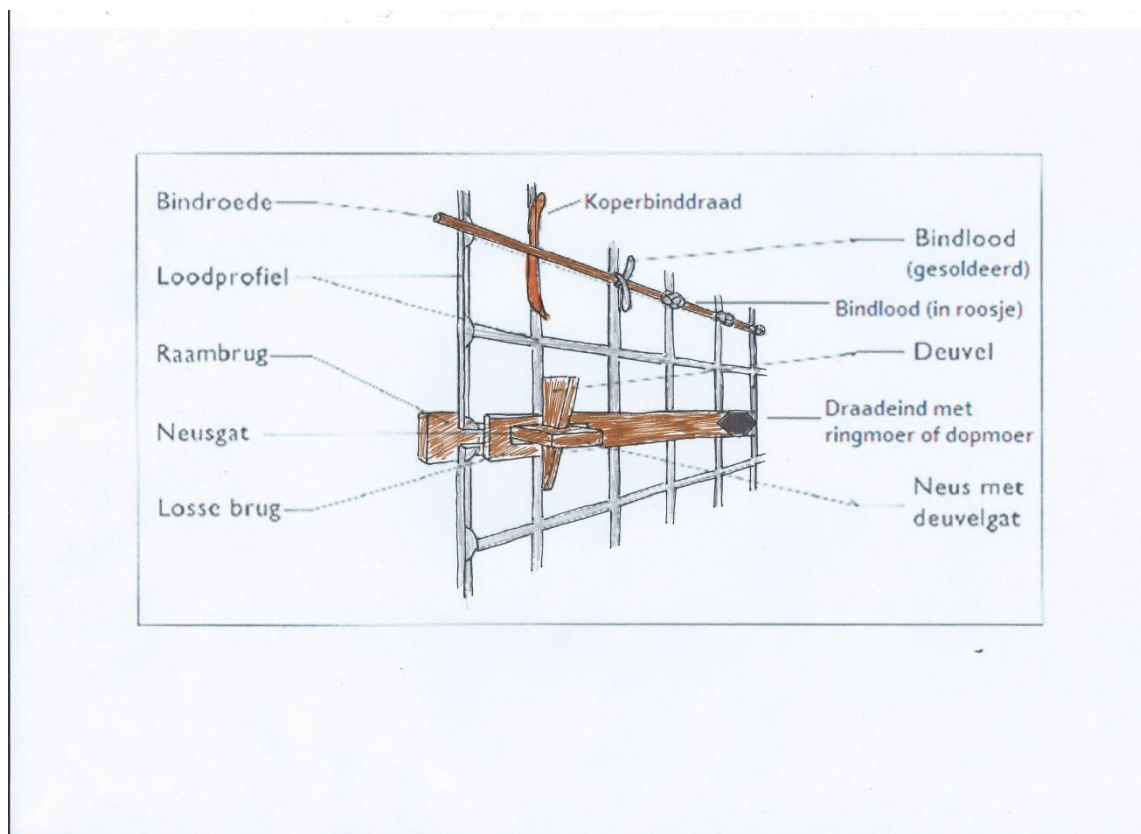 Bindroede
Loodprofiel
Raambrug
Neusgat
Losse brug
Koperbinddraad
Bindlood
(gesoldeerd)
Bindlood (in roosje)
Deuvel
Draadeind met
ringmoer of dopmoer
Neus met
deuvelgat